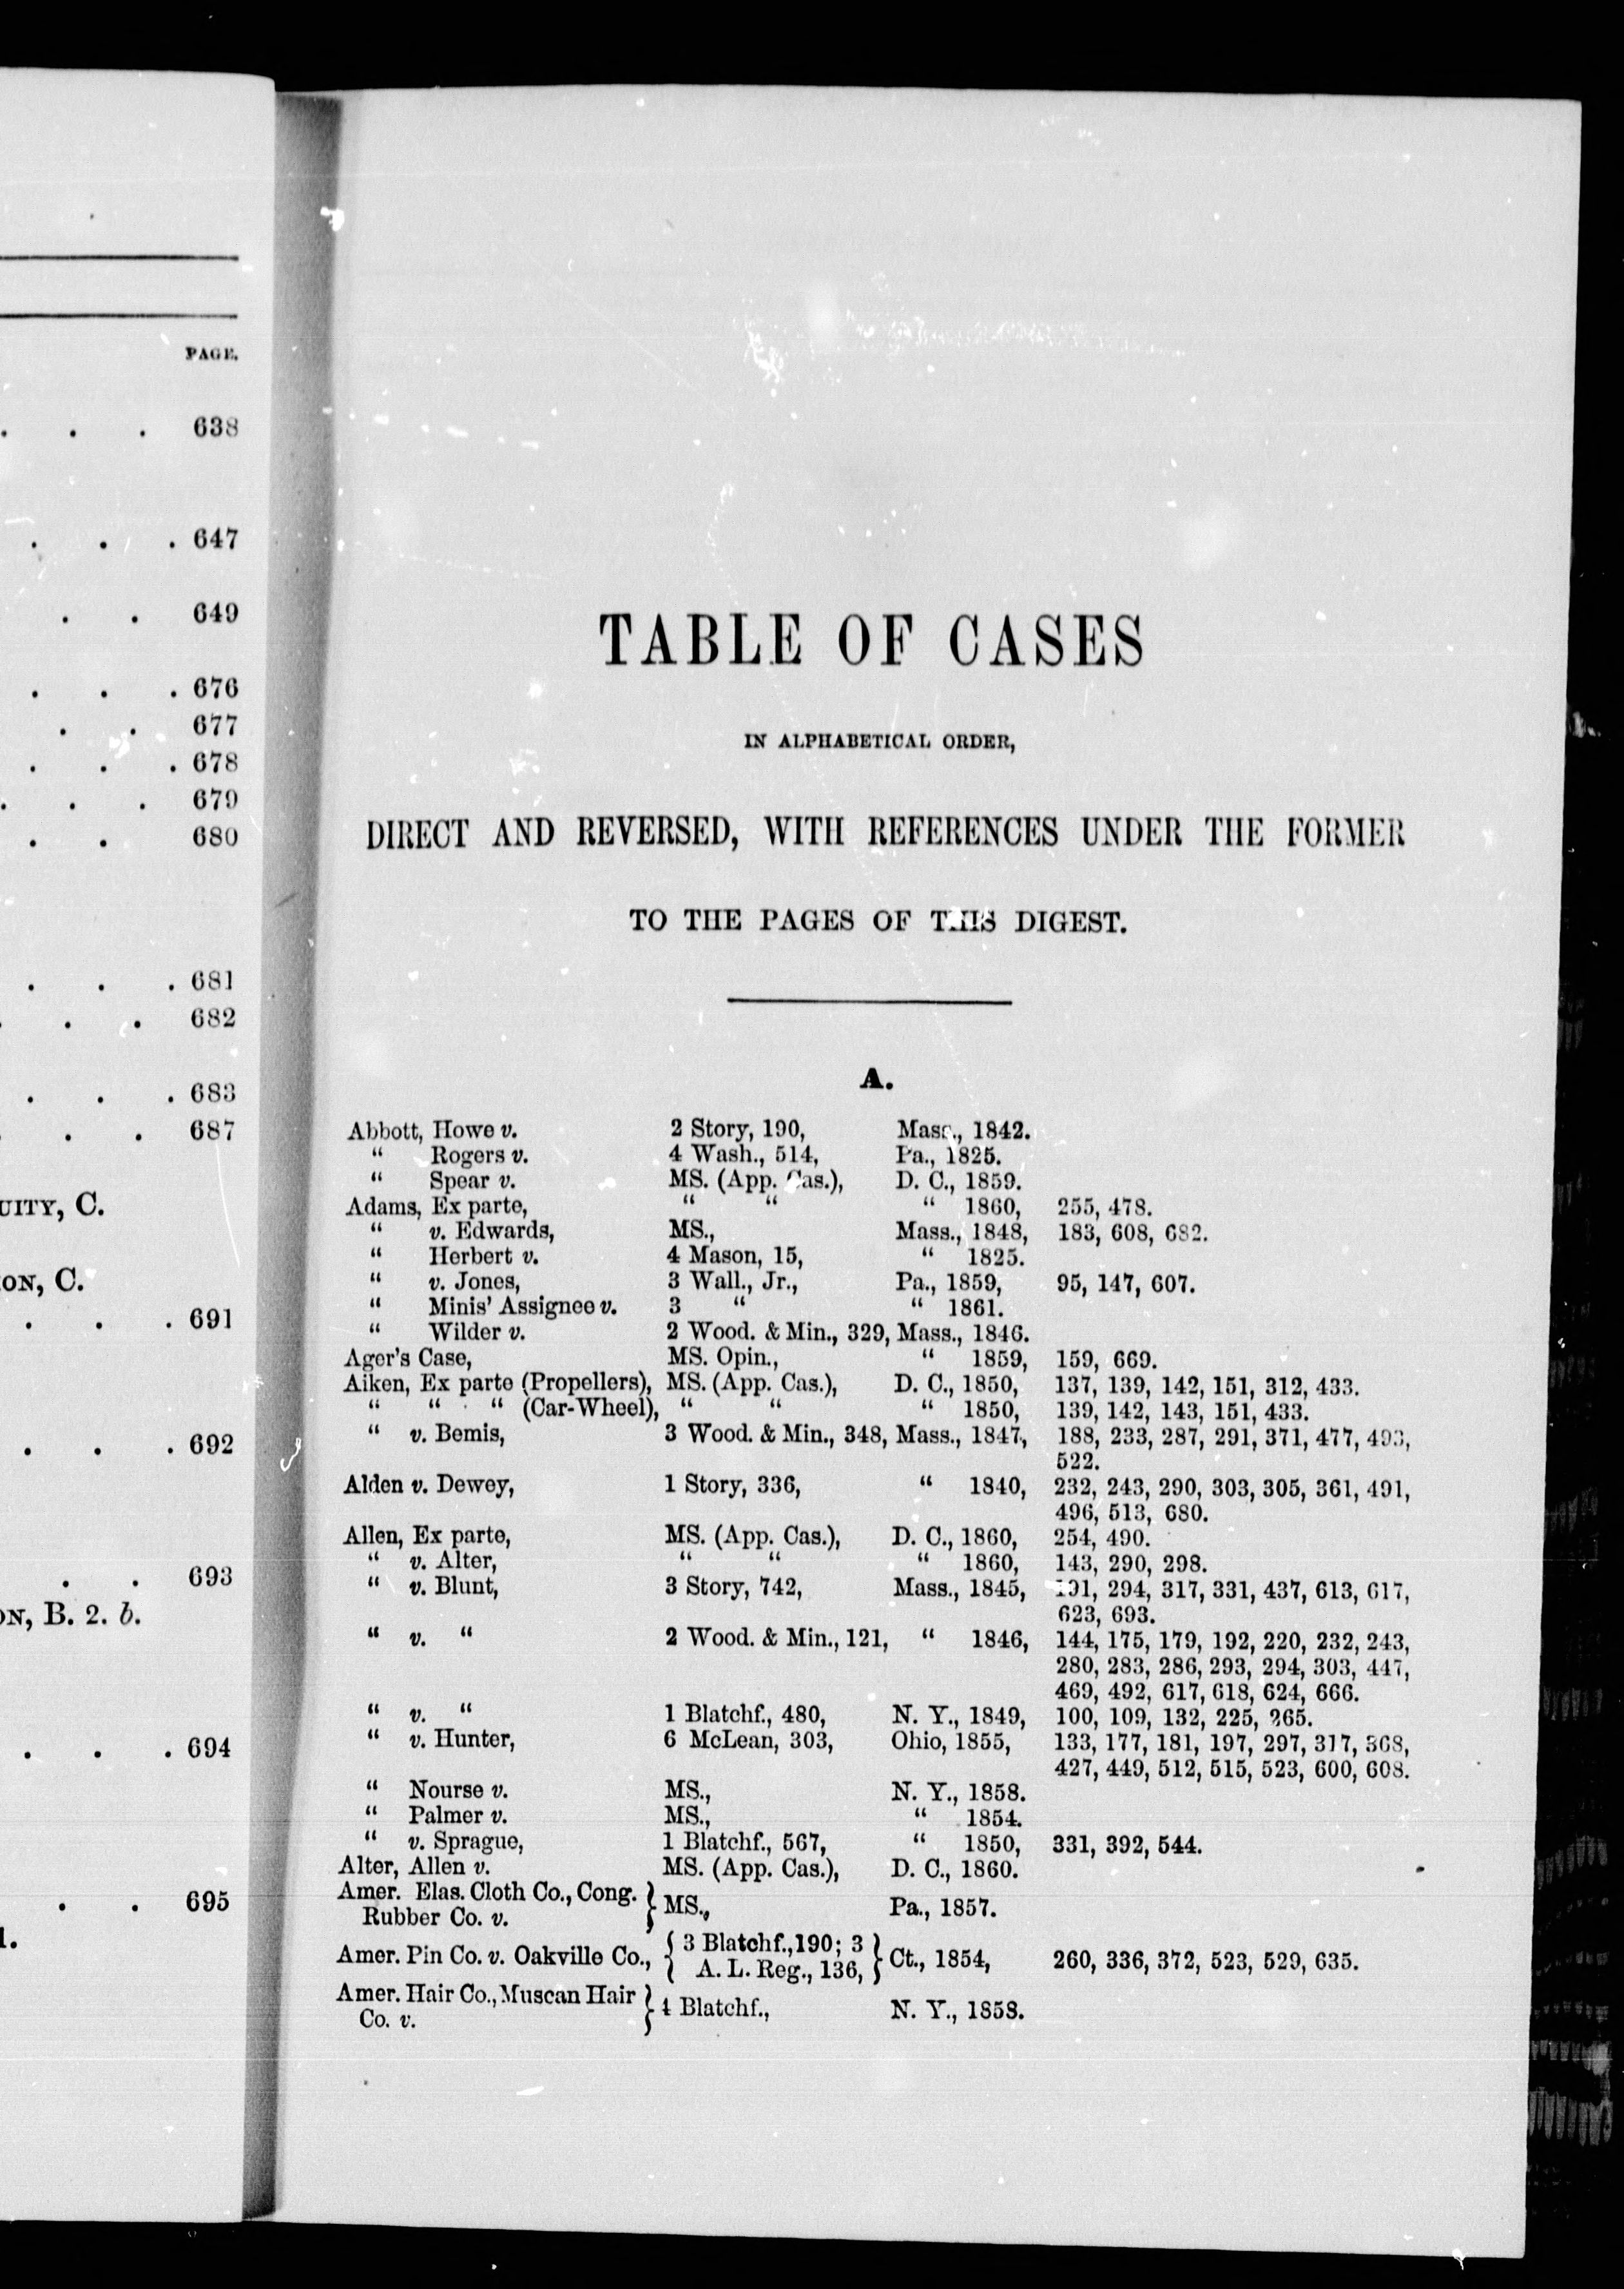 PAGE.
. . . 638
. . . 647
. . 649
. . . 676
. . 677
. . . 678
. . . 679
. . 680
. . . 681
. . . 682
. . . 683
. . . 687
UITY, C.
ION, C.
. . . 691
. . . 692
. . 693
ON, B. 2. b.
. . . 694
. . 695
TABLE OF CASES
IN ALPHABETICAL ORDER,
DIRECT AND REVERSED, WITH REFERENCES UNDER THE FORMER
TO THE PAGES OF THIS DIGEST.
A.
Abbott, Howe v. 2 Story, 190, Mass., 1842.
“ Rogers v. 4 Wash., 514, Pa., 1825.
“ Spear v. MS. (App. Cas.), D. C., 1859.
Adams, Ex parte, “ “ “ 1860, 255, 478.
“ v. Edwards, MS., Mass., 1848, 183, 608, 682.
“ Herbert v. 4 Mason, 15, “ 1825.
“ v. Jones, 3 Wall., Jr., Pa., 1859, 95, 147, 607.
“ Minis' Assignee v. 3 “ “ 1861.
“ Wilder v. 2 Wood. & Min., 329, Mass., 1846.
Ager's Case, MS. Opin., “ 1859, 159, 669.
Aiken, Ex parte (Propellers), MS. (App. Cas.), D. C., 1850, 137, 139, 142, 151, 312, 433.
“ “ “ (Car-Wheel), “ “ “ 1850, 139, 142, 143, 151, 433.
“ v. Bemis, 3 Wood. & Min., 348, Mass., 1847, 188, 233, 287, 291, 371, 477, 493,
522.
Alden v. Dewey, 1 Story, 336, “ 1840, 232, 243, 290, 303, 305, 361, 491,
496, 513, 680.
Allen, Ex parte, MS. (App. Cas.), D. C., 1860, 254, 490.
“ v. Alter, “ “ “ 1860, 143, 290, 298.
“ v. Blunt, 3 Story, 742, Mass., 1845, 191, 294, 317, 331, 437, 613, 617,
623, 693.
“ v. “ 2 Wood. & Min., 121, “ 1846, 144, 175, 179, 192, 220, 232, 243,
280, 283, 286, 293, 294, 303, 447,
469, 492, 617, 618, 624, 666.
“ v. “ 1 Blatchf., 480, N. Y., 1849, 100, 109, 132, 225, 265.
“ v. Hunter, 6 McLean, 303, Ohio, 1855, 133, 177, 181, 197, 297, 317, 368,
427, 449, 512, 515, 523, 600, 608.
“ Nourse v. MS., N. Y., 1858.
“ Palmer v. MS., “ 1854.
“ v. Sprague, 1 Blatchf., 567, “ 1850, 331, 392, 544.
Alter, Allen v. MS. (App. Cas.), D. C., 1860.
Amer. Elas. Cloth Co., Cong.
Rubber Co. v. } MS., Pa., 1857.
Amer. Pin Co. v. Oakville Co., { 3 Blatchf., 190; 3
A. L. Reg., 136, } Ct., 1854, 260, 336, 372, 523, 529, 635.
Amer. Hair Co., Muscan Hair
Co. v. } 4 Blatchf., N. Y., 1858.